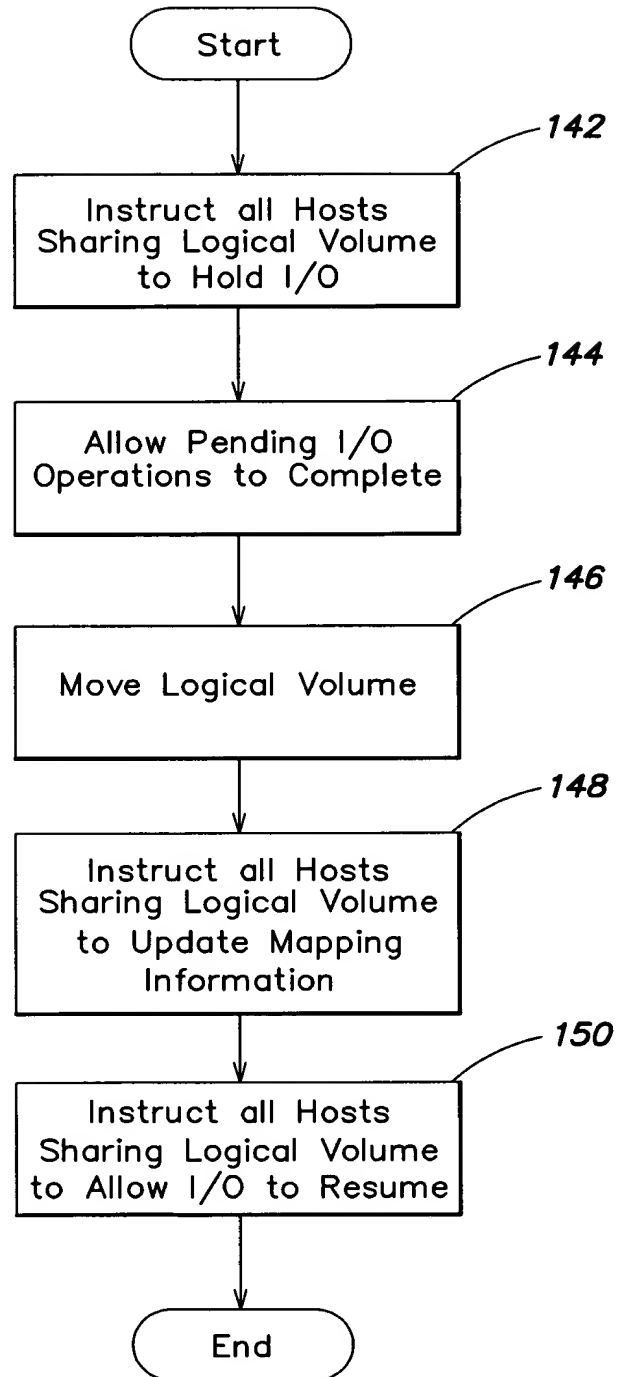 Start
142
Instruct all Hosts
Sharing Logical Volume
to Hold I/O
144
Allow Pending I/O
Operations to Complete
146
Move Logical Volume
148
Instruct all Hosts
Sharing Logical Volume
to Update Mapping
Information
150
Instruct all Hosts
Sharing Logical Volume
to Allow I/O to Resume
End